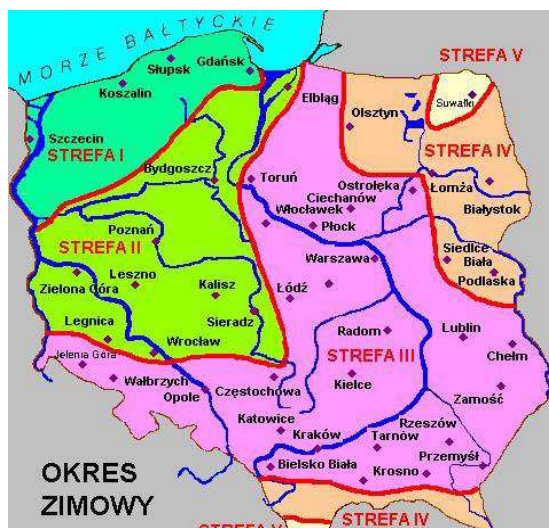 MORZE BAŁTYCKIE
STREFA V
Słupsk
Gdańsk
Koszalin
Elbląg
Suwałki
Olsztyn
Szczecin
STREFA I
STREFA IV
Bydgoszcz
Toruń
Ostrołęka
Łomża
Ciechanów
Białystok
Włocławek
Płock
Poznań
STREFA II
Siedlce
Warszawa
Biała
Podlaska
Leszno
Zielona Góra
Kalisz
Łódź
Sieradz
Legnica
Radom
Lublin
Wrocław
Chełm
Jelenia Góra
STREFA III
Wałbrzych
Opole
Częstochowa
Kielce
Zamość
Katowice
Rzeszów
Kraków
Tarnów
Przemyśl
Bielsko Biała
Krosno
OKRES
ZIMOWY
STREFA IV
STREFA V